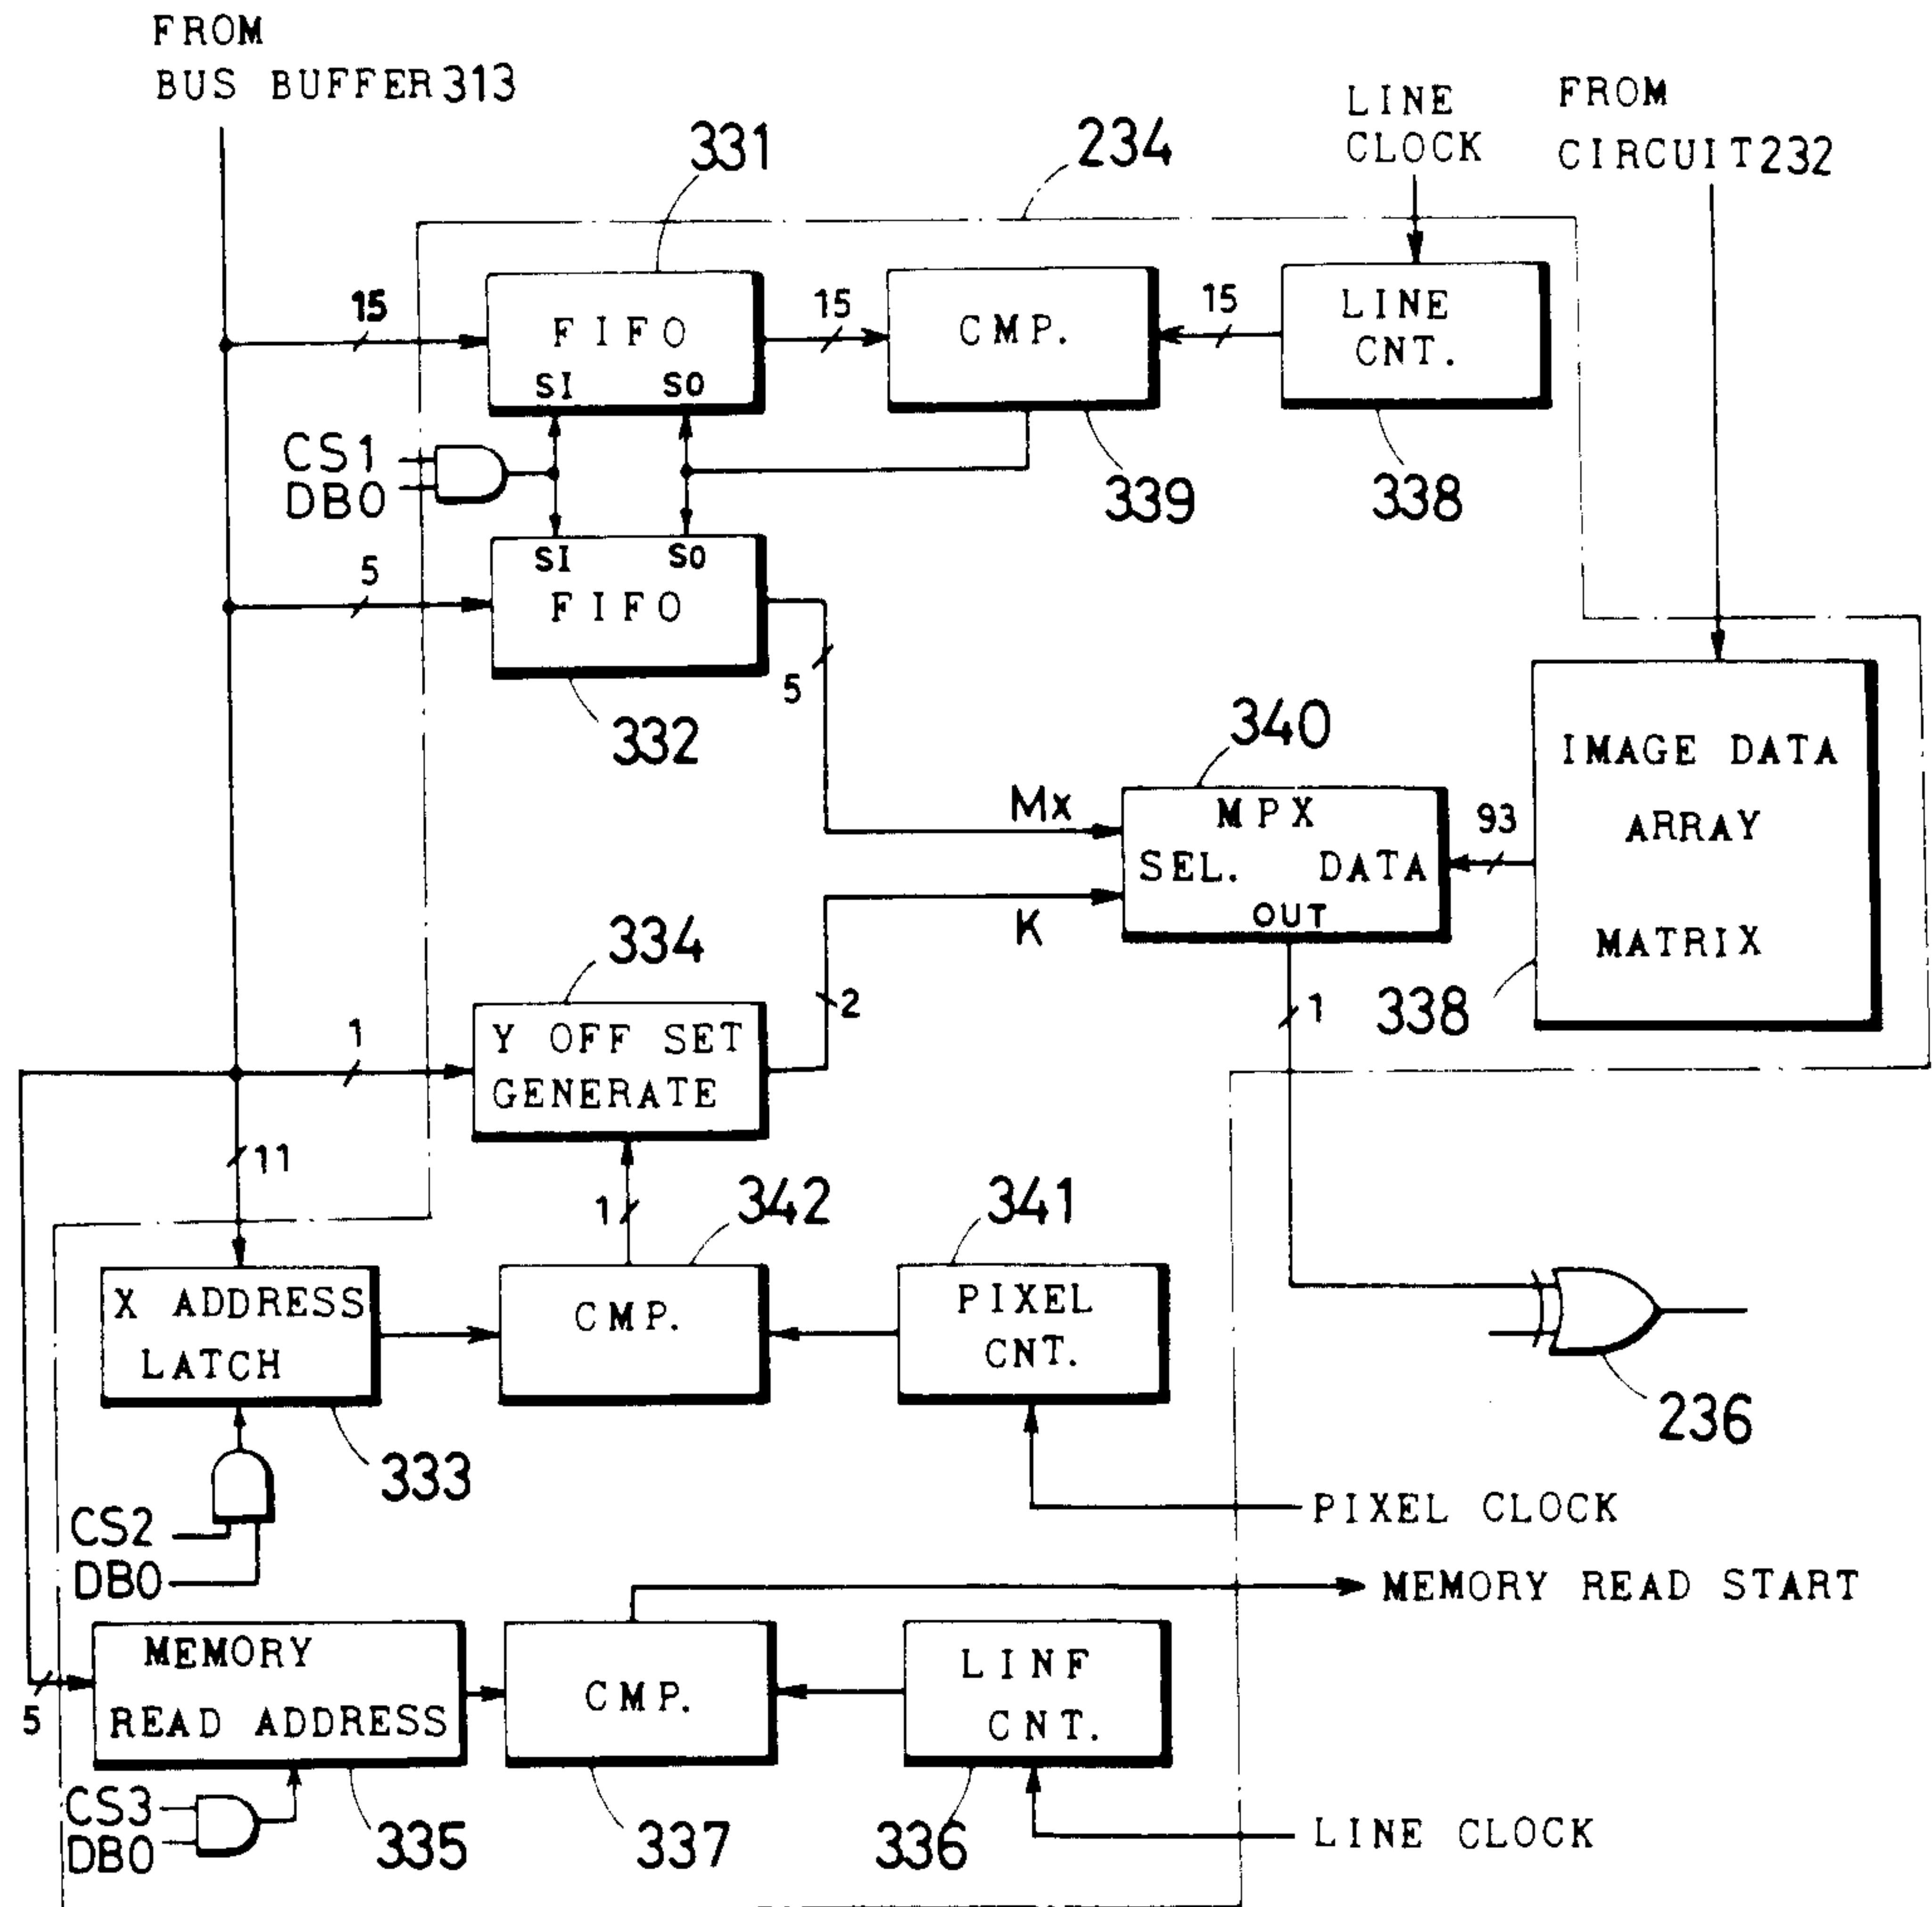 FROM
BUS BUFFER 313
331
234
LINE
CLOCK
FROM
CIRCUIT 232
15
FIFO
SI SO
15
CMP.
15
LINE
CNT.
CS1
DB0
339
338
5
SI SO
FIFO
332
5
340
Mx
MPX
SEL. DATA
OUT
93
IMAGE DATA
ARRAY
MATRIX
338
K
334
1
Y OFF SET
GENERATE
2
1
11
1
342
341
X ADDRESS
LATCH
CMP.
PIXEL
CNT.
333
236
CS2
DB0
PIXEL CLOCK
MEMORY READ START
5
MEMORY
READ ADDRESS
CMP.
LINF
CNT.
CS3
DB0
335
337
336
LINE CLOCK